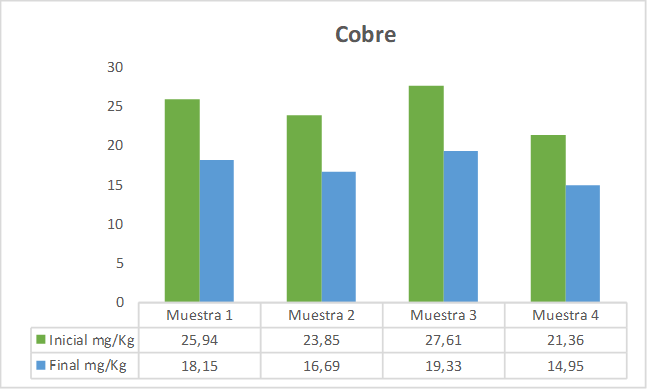 Cobre
30
25
20
15
10
5
0
Muestra 1 Muestra 2 Muestra 3 Muestra 4
Inicial mg/Kg 25,94 23,85 27,61 21,36
Final mg/Kg 18,15 16,69 19,33 14,95